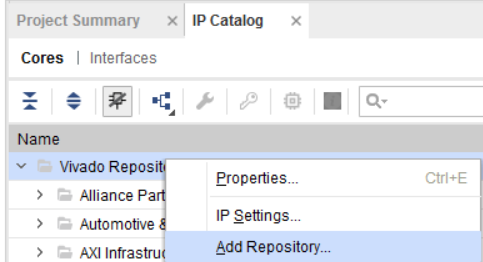 Project Summary × IP Catalog ×
Cores | Interfaces
Q
Name
Vivado Reposit
Properties... Ctrl+E
Alliance Part
IP Settings...
Automotive &
Add Repository...
AXI Infrastruc